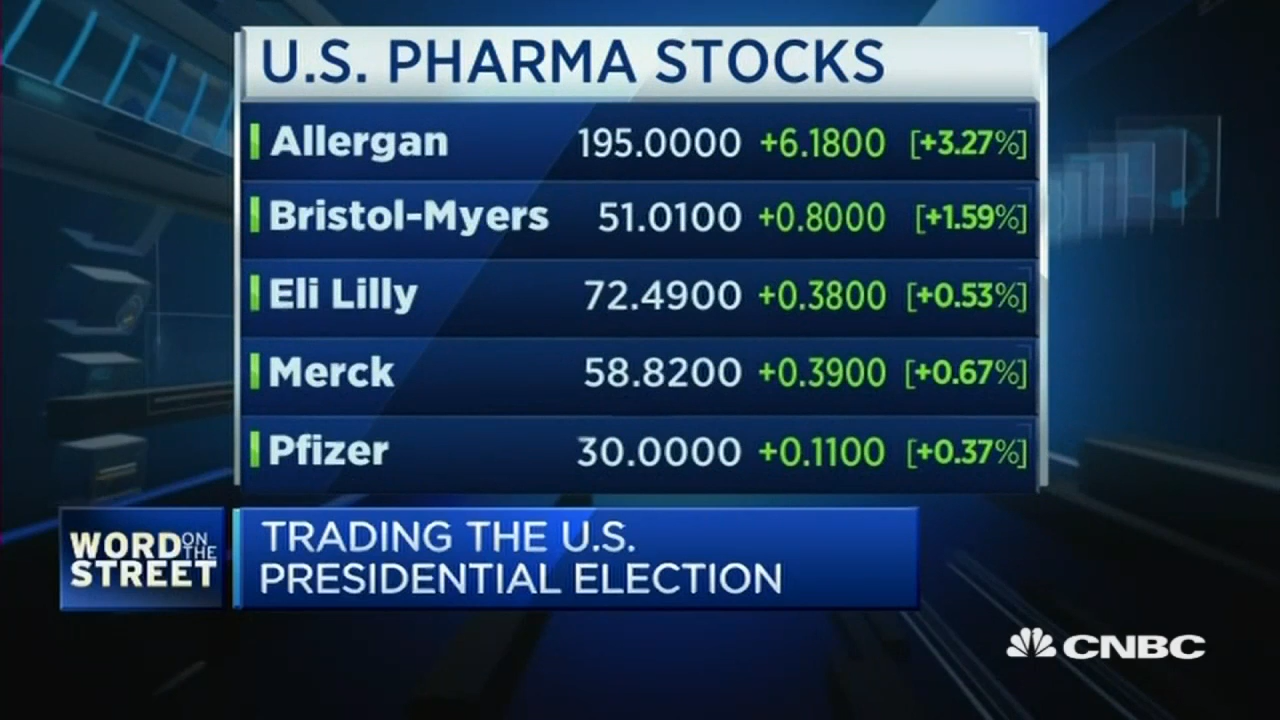 U.S. PHARMA STOCKS
Allergan 195.0000 +6.1800 [+3.27%]
Bristol-Myers 51.0100 +0.8000 [+1.59%]
Eli Lilly 72.4900 +0.3800 [+0.53%]
Merck 58.8200 +0.3900 [+0.67%]
Pfizer 30.0000 +0.1100 [+0.37%]
WORD ON THE STREET
TRADING THE U.S.
PRESIDENTIAL ELECTION
CNBC